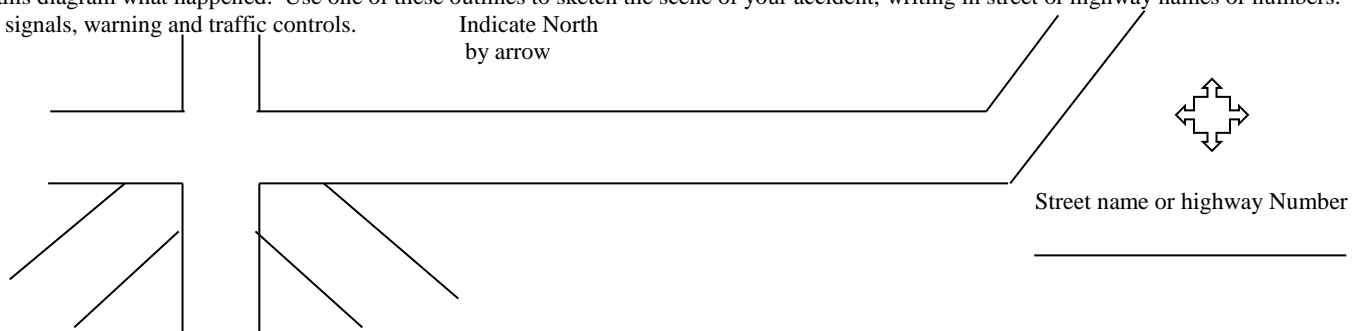 this diagram what happened. Use one of these outlines to sketch the scene of your accident, writing in street or highway names or numbers.
signals, warning and traffic controls. Indicate North
by arrow
Street name or highway Number